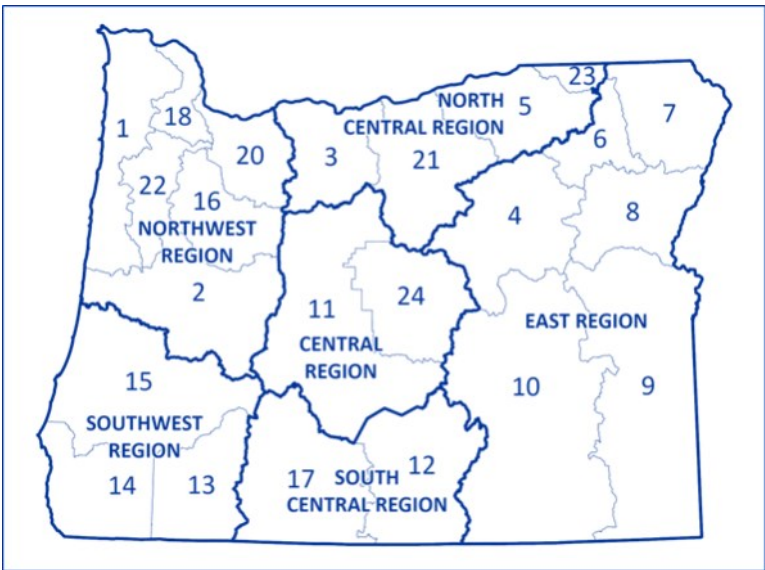 23
NORTH
5
7
1
18
CENTRAL REGION
6
20
3
21
22
16
4
8
NORTHWEST
REGION
2
11
24
EAST REGION
CENTRAL
REGION
15
10
9
SOUTHWEST
REGION
12
17
SOUTH
14
13
CENTRAL REGION